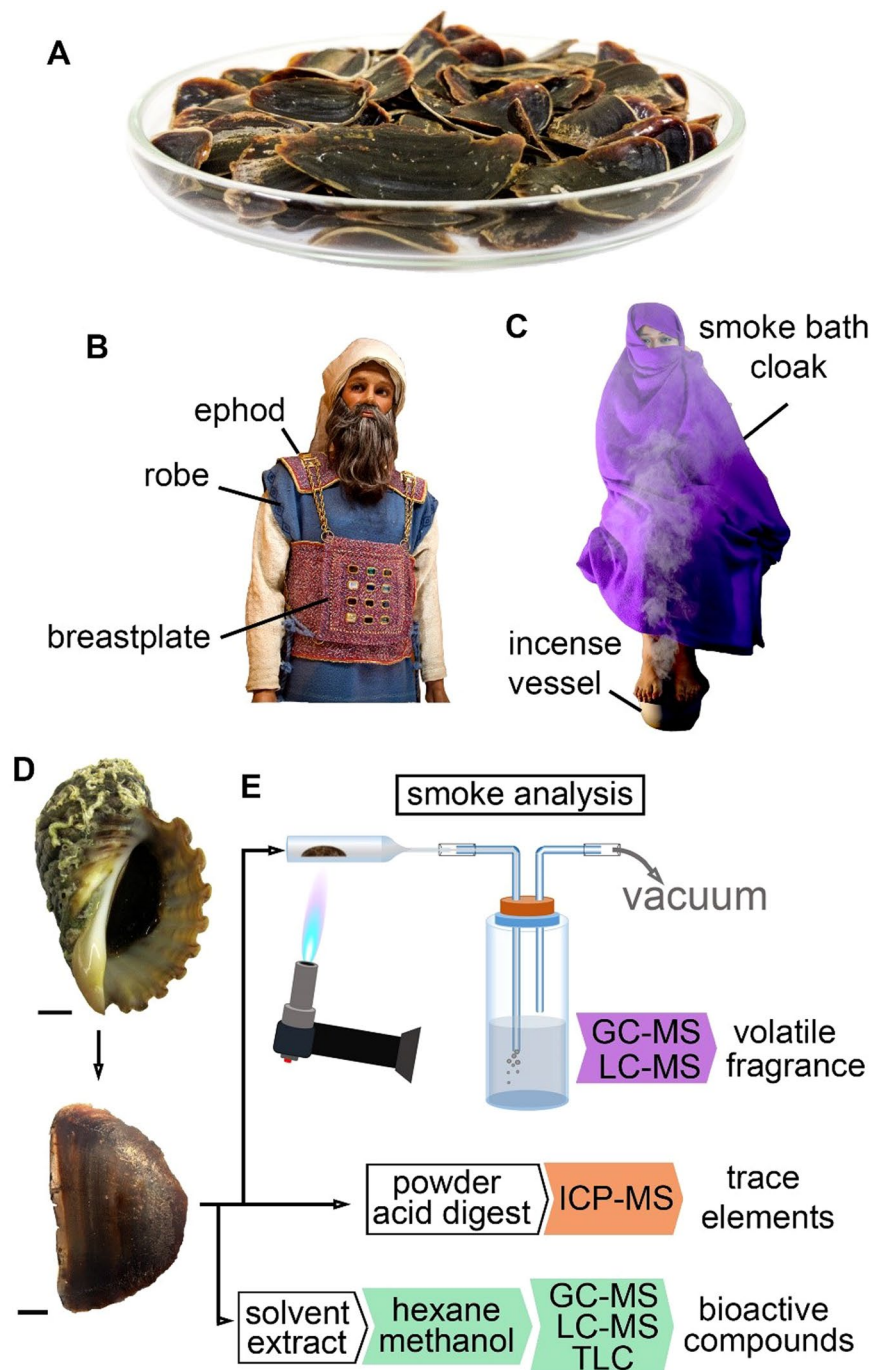 A
B
ephod
robe
breastplate
C
smoke bath
cloak
incense
vessel
D
E
smoke analysis
vacuum
GC-MS
LC-MS
volatile
fragrance
powder
acid digest
ICP-MS
trace
elements
solvent
extract
hexane
methanol
GC-MS
LC-MS
TLC
bioactive
compounds